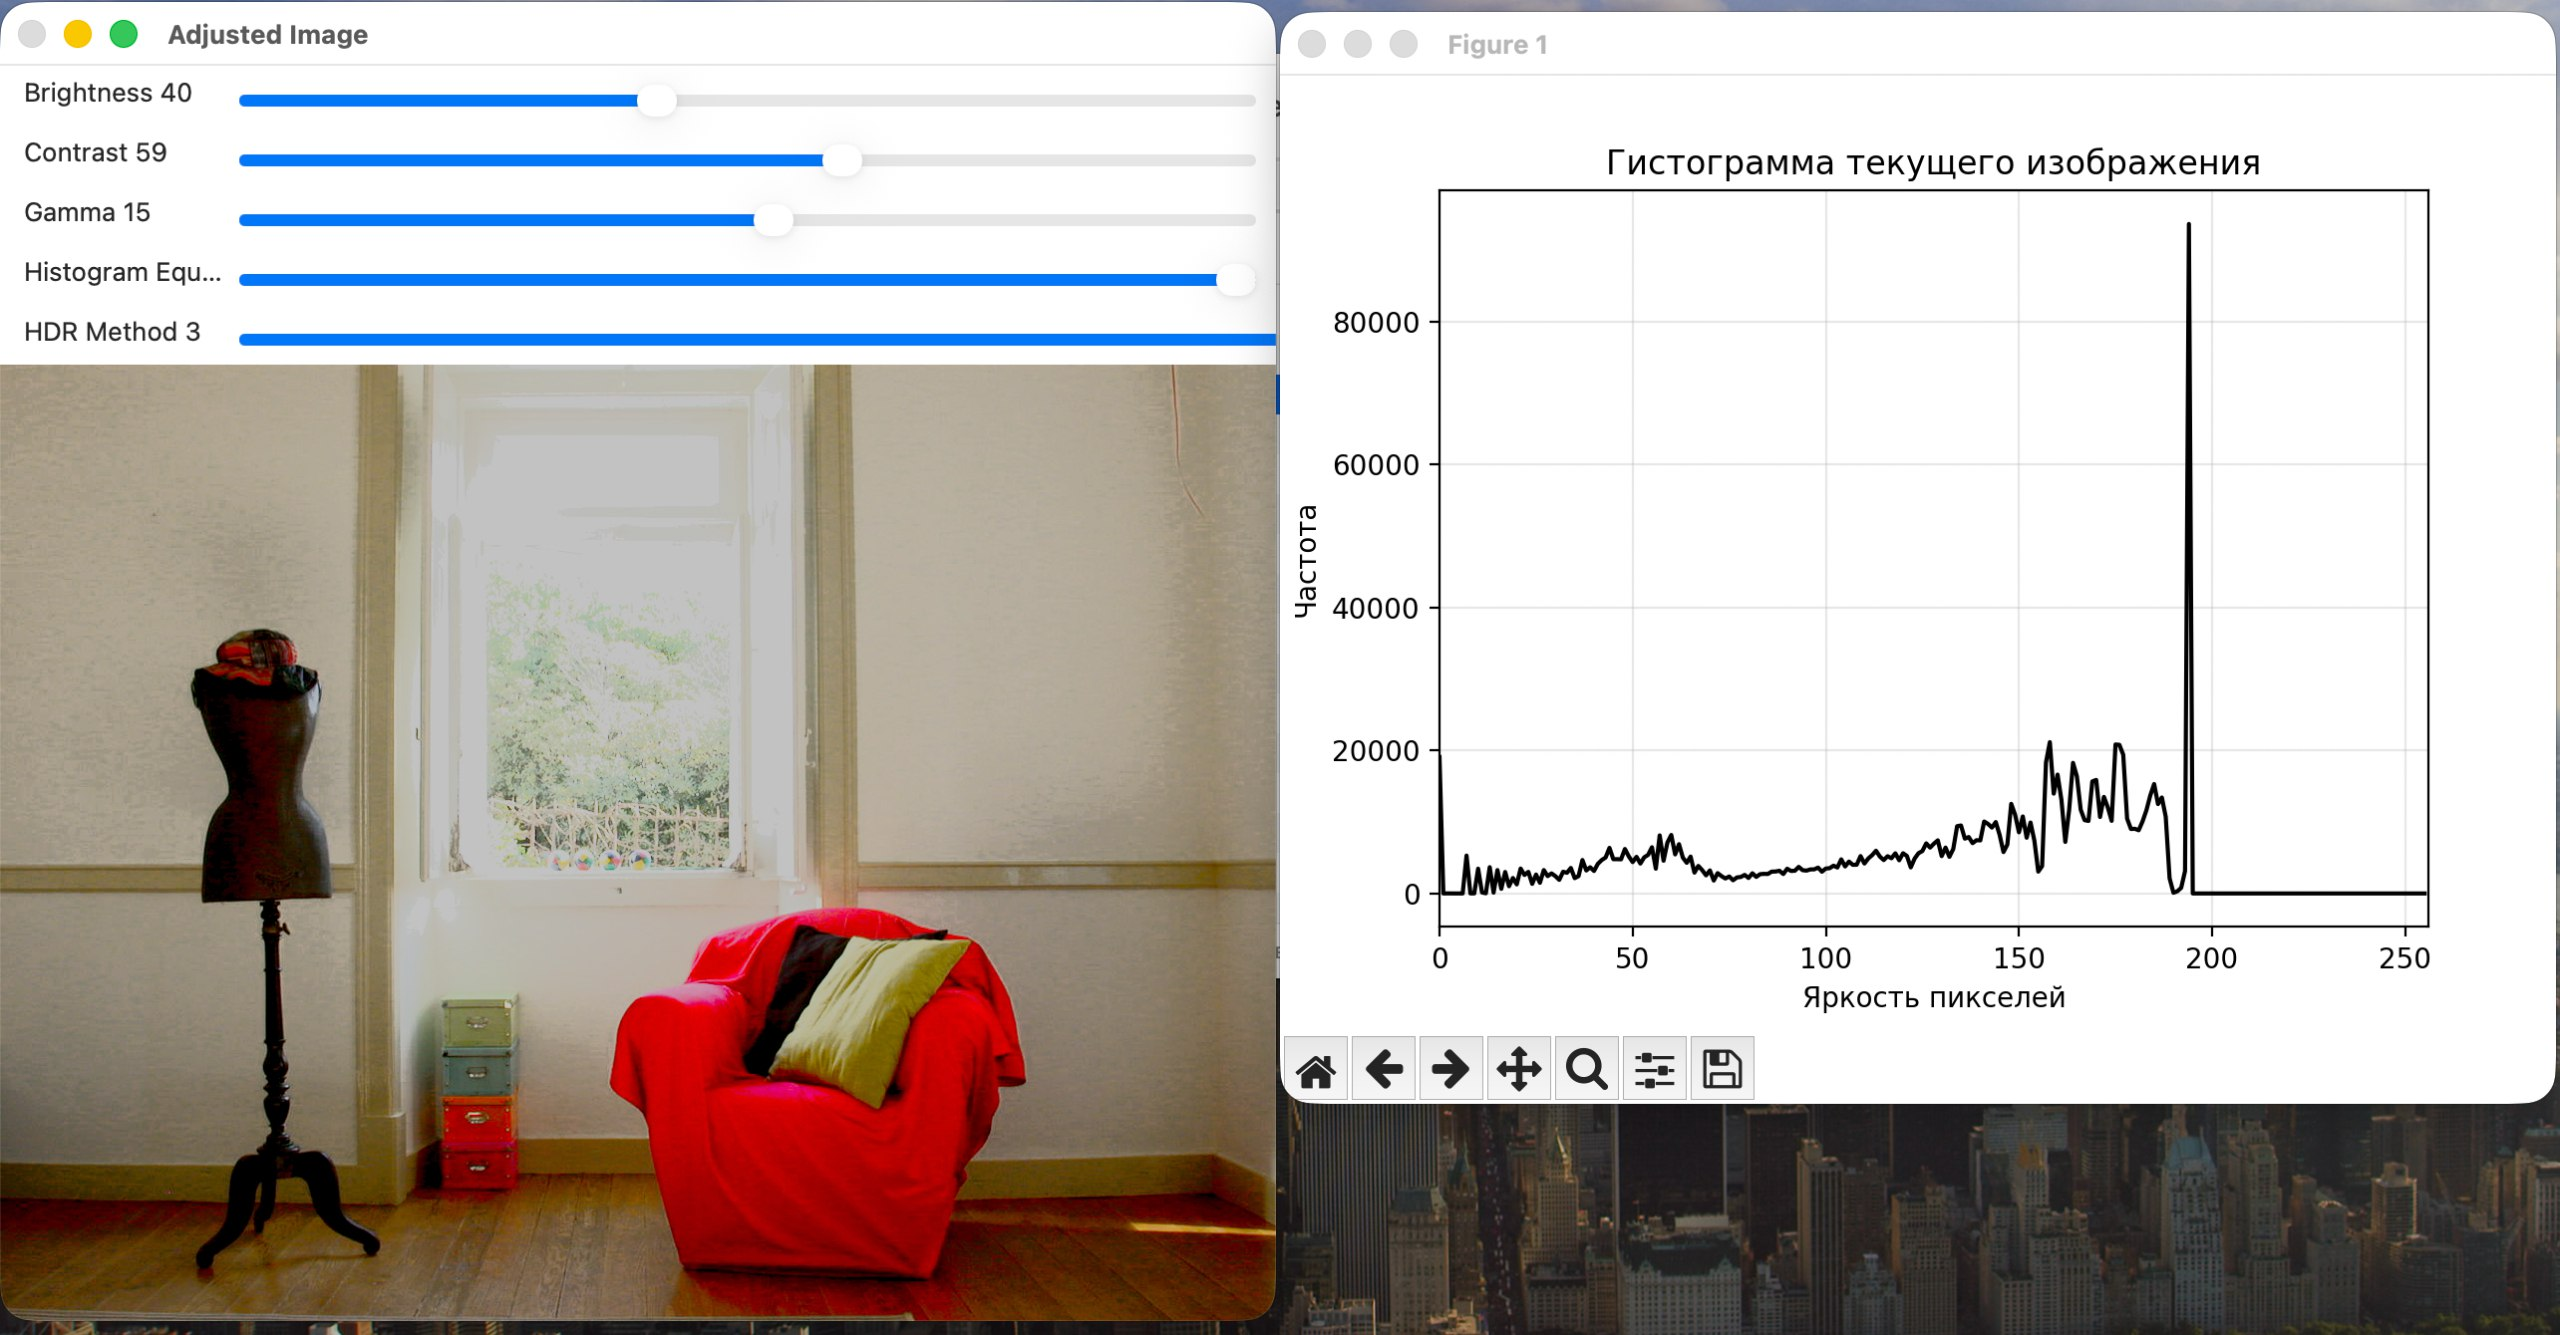 Adjusted Image
Brightness 40
Contrast 59
Gamma 15
Histogram Equ...
HDR Method 3
Figure 1
Гистограмма текущего изображения
Частота
80000
60000
40000
20000
0
0 50 100 150 200 250
Яркость пикселей